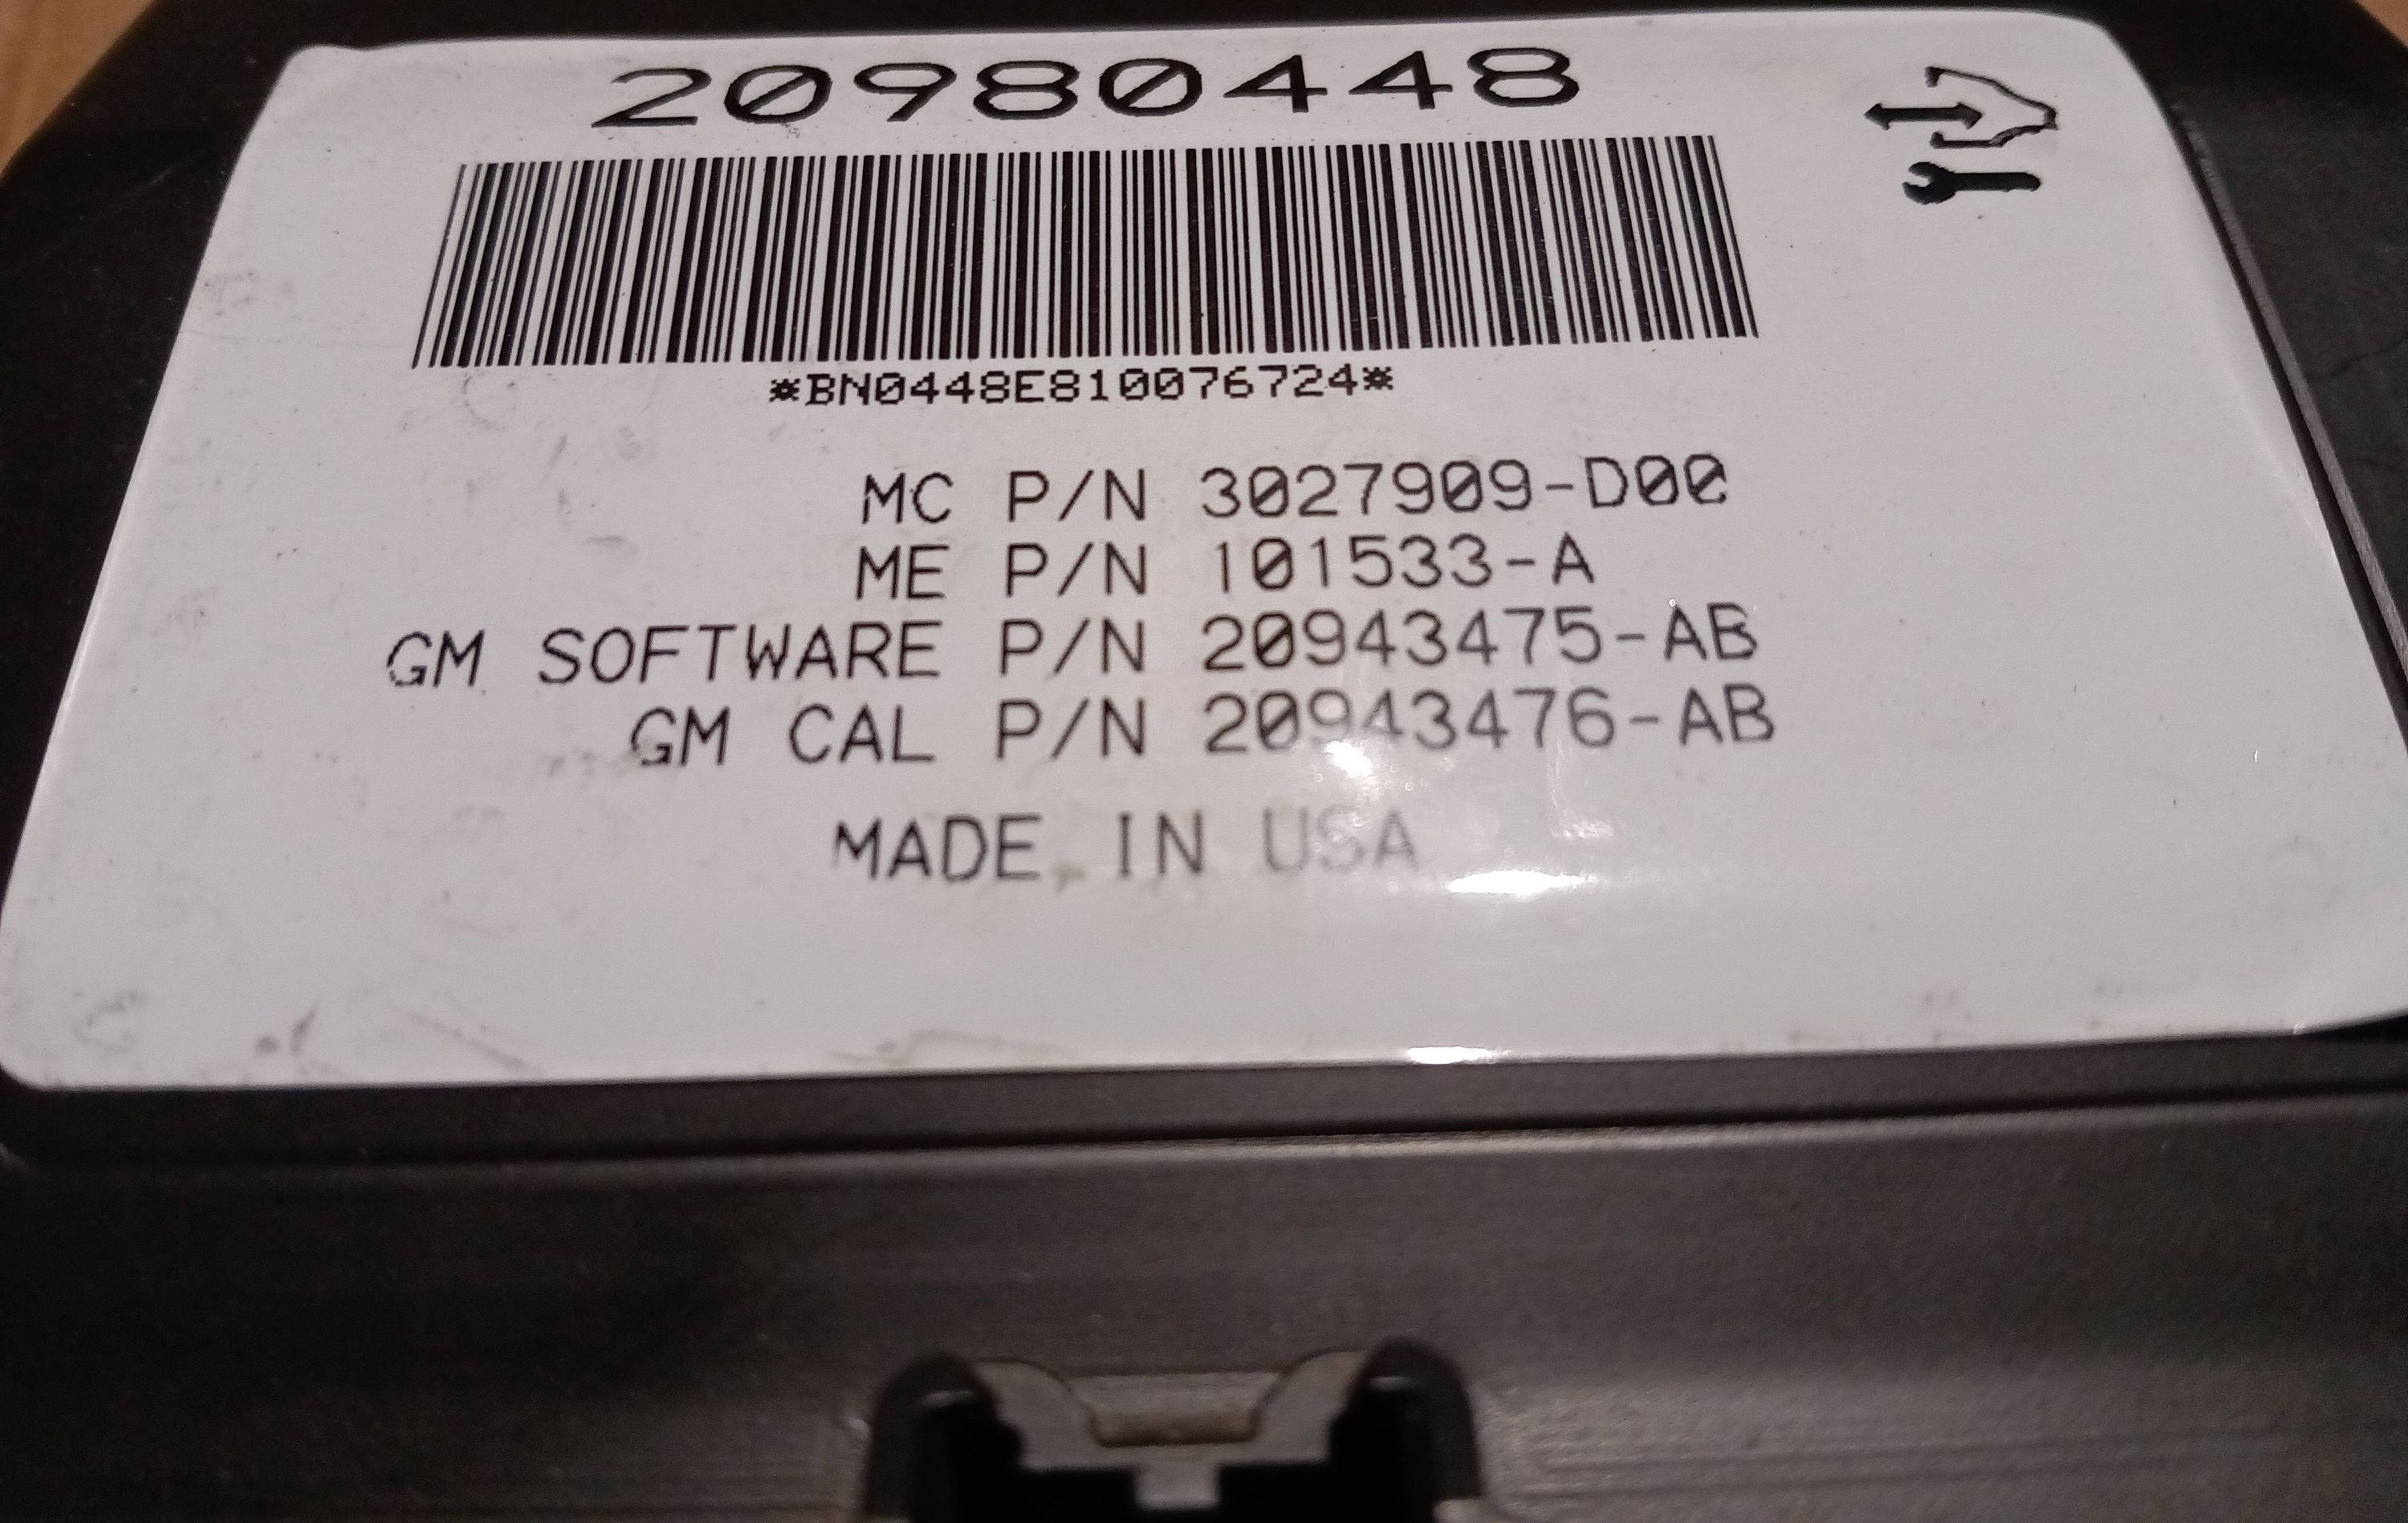 20980448
*BN0448E810076724*
MC P/N 3027909-D00
ME P/N 101533-A
GM SOFTWARE P/N 20943475-AB
GM CAL P/N 20943476-AB
MADE IN USA